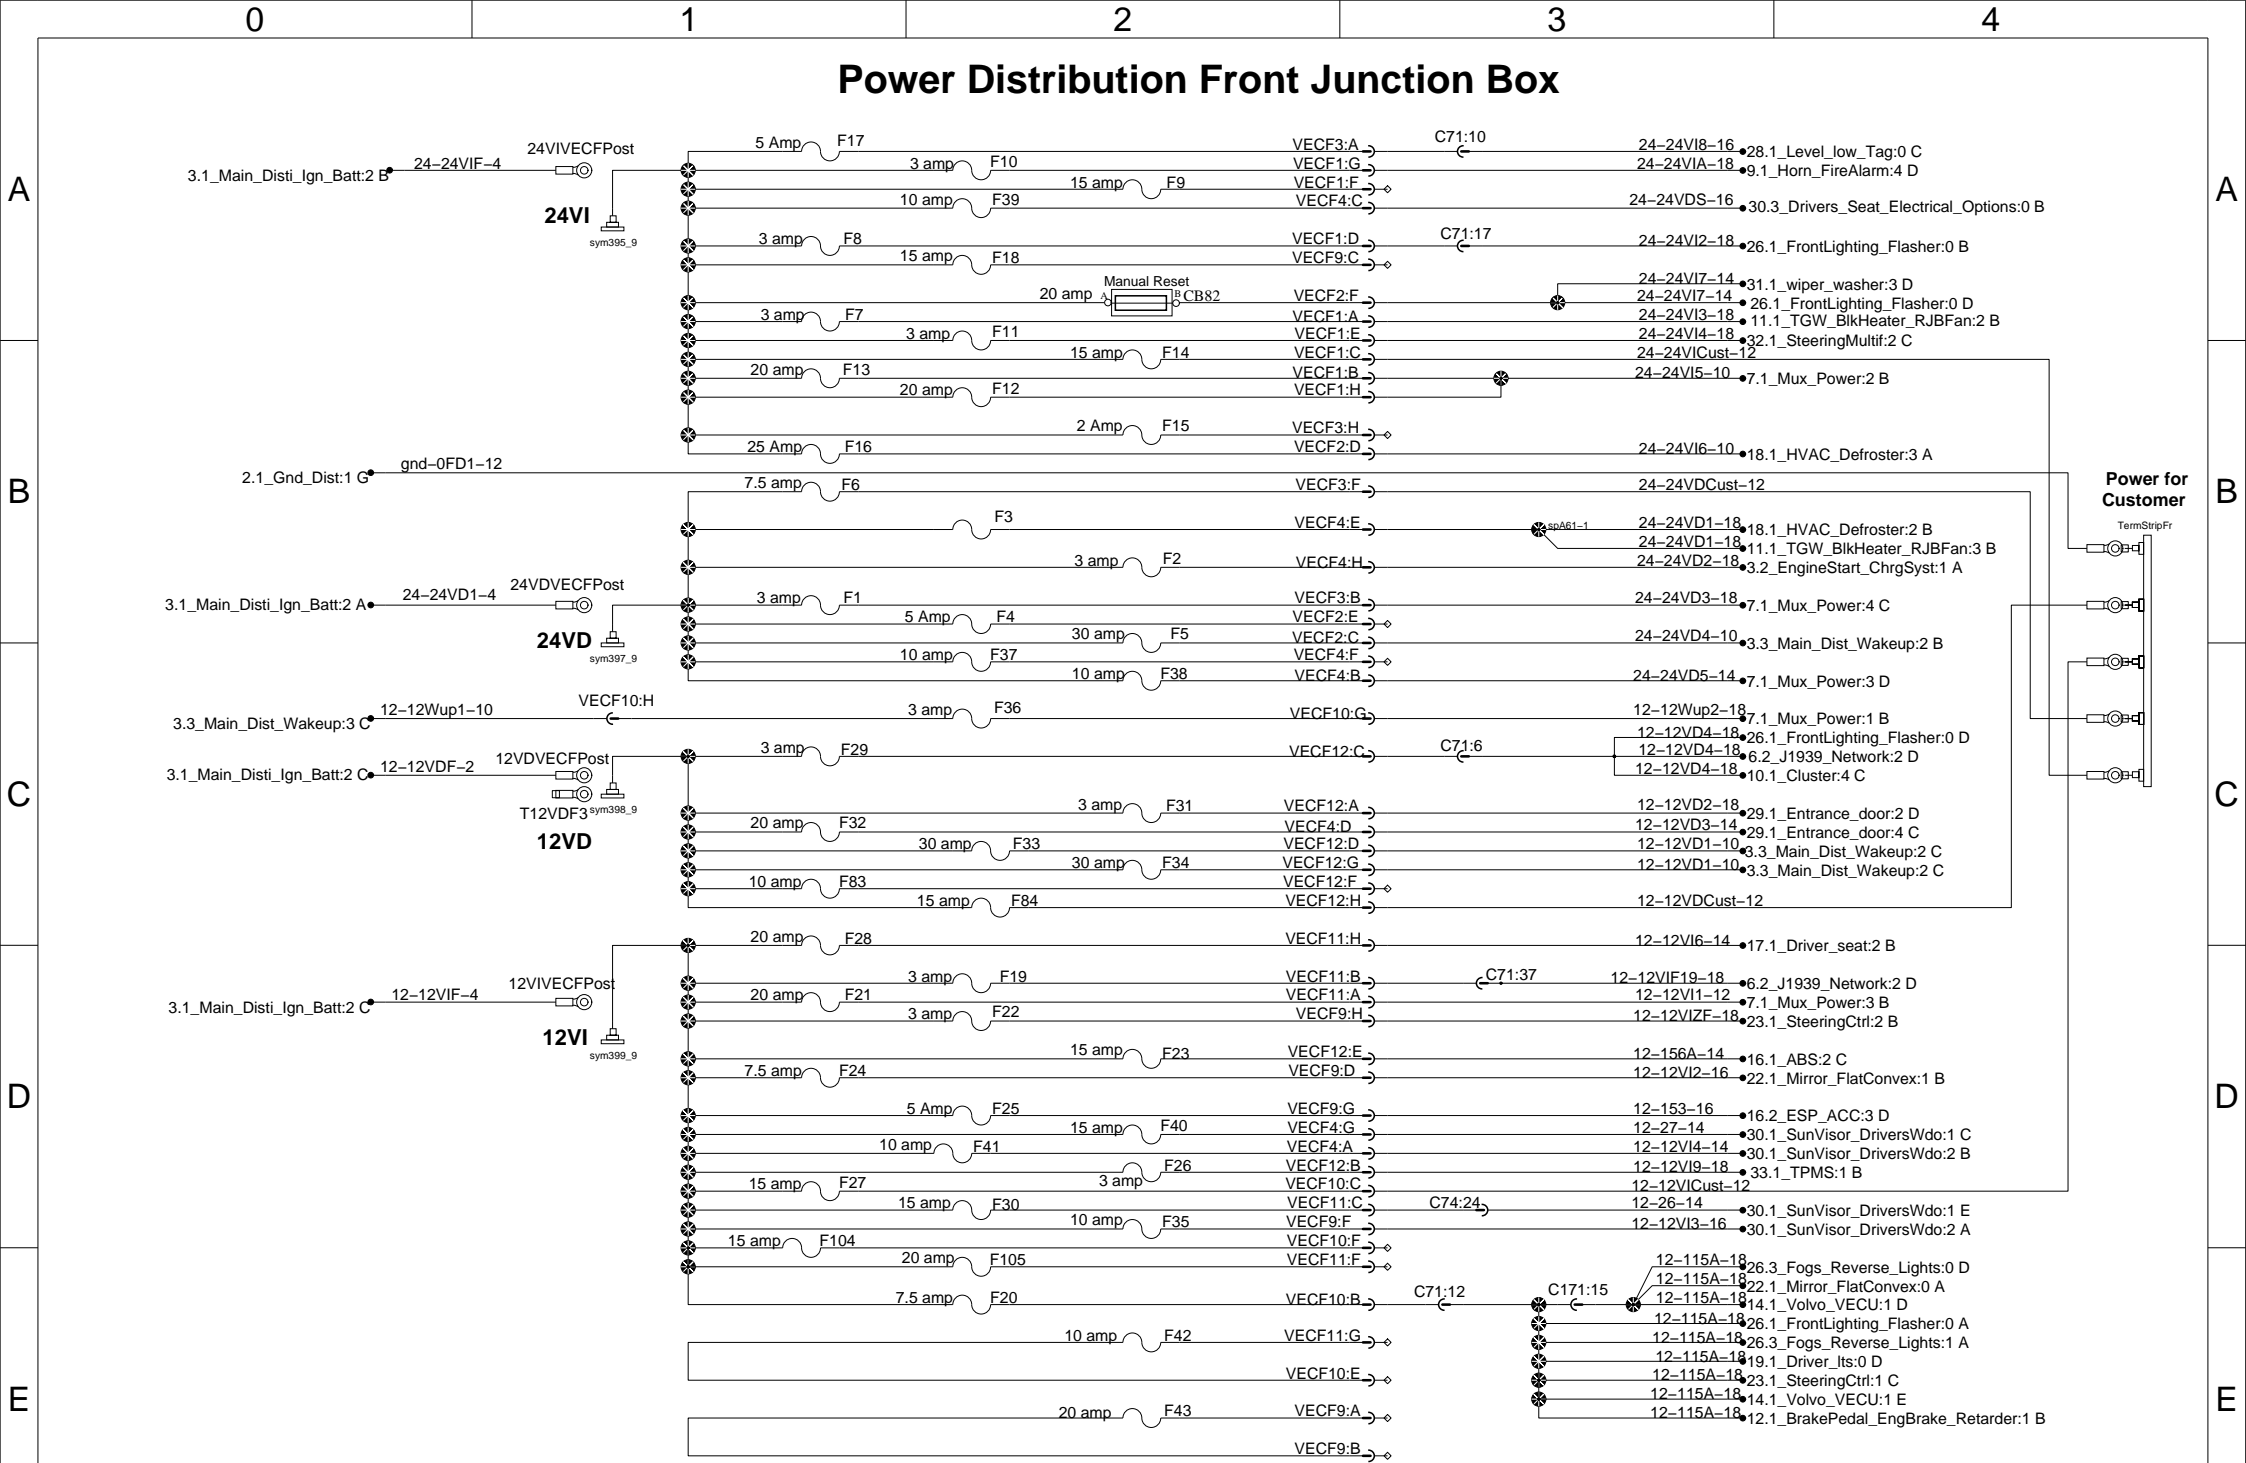 0 1 2 3 4
Power Distribution Front Junction Box
A A
5 Amp F17 VECF3:A C71:10 24-24VI8-16 28.1_Level_low_Tag:0 C
3.1_Main_Disti_Ign_Batt:2 B 24-24VIF-4 24VIVECFPost
3 amp F10 VECF1:G 24-24VIA-18 9.1_Horn_FireAlarm:4 D
15 amp F9 VECF1:F
24VI sym395_9
10 amp F39 VECF4:C 24-24VDS-16 30.3_Drivers_Seat_Electrical_Options:0 B
3 amp F8 VECF1:D C71:17 24-24VI2-18 26.1_FrontLighting_Flasher:0 B
15 amp F18 VECF9:C
24-24VI7-14 31.1_wiper_washer:3 D
20 amp A Manual Reset B CB82 VECF2:F 24-24VI7-14 26.1_FrontLighting_Flasher:0 D
3 amp F7 VECF1:A 24-24VI3-18 11.1_TGW_BlkHeater_RJBFan:2 B
3 amp F11 VECF1:E 24-24VI4-18 32.1_SteeringMultif:2 C
15 amp F14 VECF1:C 24-24VICust-12
20 amp F13 VECF1:B 24-24VI5-10 7.1_Mux_Power:2 B
20 amp F12 VECF1:H
2 Amp F15 VECF3:H
25 Amp F16 VECF2:D 24-24VI6-10 18.1_HVAC_Defroster:3 A
2.1_Gnd_Dist:1 G gnd-0FD1-12
B B
Power for
Customer
TermStripFr
7.5 amp F6 VECF3:F 24-24VDCust-12
F3 VECF4:E spA61-1 24-24VD1-18 18.1_HVAC_Defroster:2 B
24-24VD1-18 11.1_TGW_BlkHeater_RJBFan:3 B
3 amp F2 VECF4:H 24-24VD2-18 3.2_EngineStart_ChrgSyst:1 A
3.1_Main_Disti_Ign_Batt:2 A 24-24VD1-4 24VDVECFPost
3 amp F1 VECF3:B 24-24VD3-18 7.1_Mux_Power:4 C
5 Amp F4 VECF2:E
24VD sym397_9
30 amp F5 VECF2:C 24-24VD4-10 3.3_Main_Dist_Wakeup:2 B
10 amp F37 VECF4:F
10 amp F38 VECF4:B 24-24VD5-14 7.1_Mux_Power:3 D
3.3_Main_Dist_Wakeup:3 C 12-12Wup1-10 VECF10:H 3 amp F36 VECF10:G 12-12Wup2-18 7.1_Mux_Power:1 B
12-12VD4-18 26.1_FrontLighting_Flasher:0 D
3 amp F29 VECF12:C C71:6 12-12VD4-18 6.2_J1939_Network:2 D
3.1_Main_Disti_Ign_Batt:2 C 12-12VDF-2 12VDVECFPost
12-12VD4-18 10.1_Cluster:4 C
C C
T12VDF3 sym398_9
12VD
3 amp F31 VECF12:A 12-12VD2-18 29.1_Entrance_door:2 D
20 amp F32 VECF4:D 12-12VD3-14 29.1_Entrance_door:4 C
30 amp F33 VECF12:D 12-12VD1-10 3.3_Main_Dist_Wakeup:2 C
30 amp F34 VECF12:G 12-12VD1-10 3.3_Main_Dist_Wakeup:2 C
10 amp F83 VECF12:F
15 amp F84 VECF12:H 12-12VDCust-12
20 amp F28 VECF11:H 12-12VI6-14 17.1_Driver_seat:2 B
3 amp F19 VECF11:B C71:37 12-12VIF19-18 6.2_J1939_Network:2 D
3.1_Main_Disti_Ign_Batt:2 C 12-12VIF-4 12VIVECFPost
20 amp F21 VECF11:A 12-12VI1-12 7.1_Mux_Power:3 B
3 amp F22 VECF9:H 12-12VIZF-18 23.1_SteeringCtrl:2 B
12VI sym399_9
15 amp F23 VECF12:E 12-156A-14 16.1_ABS:2 C
7.5 amp F24 VECF9:D 12-12VI2-16 22.1_Mirror_FlatConvex:1 B
D D
5 Amp F25 VECF9:G 12-153-16 16.2_ESP_ACC:3 D
15 amp F40 VECF4:G 12-27-14 30.1_SunVisor_DriversWdo:1 C
10 amp F41 VECF4:A 12-12VI4-14 30.1_SunVisor_DriversWdo:2 B
3 amp F26 VECF12:B 12-12VI9-18 33.1_TPMS:1 B
15 amp F27 VECF10:C 12-12VICust-12
15 amp F30 VECF11:C C74:24 12-26-14 30.1_SunVisor_DriversWdo:1 E
10 amp F35 VECF9:F 12-12VI3-16 30.1_SunVisor_DriversWdo:2 A
15 amp F104 VECF10:F
20 amp F105 VECF11:F
12-115A-18 26.3_Fogs_Reverse_Lights:0 D
12-115A-18 22.1_Mirror_FlatConvex:0 A
7.5 amp F20 VECF10:B C71:12 C171:15 12-115A-18 14.1_Volvo_VECU:1 D
12-115A-18 26.1_FrontLighting_Flasher:0 A
10 amp F42 VECF11:G 12-115A-18 26.3_Fogs_Reverse_Lights:1 A
12-115A-18 19.1_Driver_lts:0 D
VECF10:E 12-115A-18 23.1_SteeringCtrl:1 C
E E
12-115A-18 14.1_Volvo_VECU:1 E
20 amp F43 VECF9:A 12-115A-18 12.1_BrakePedal_EngBrake_Retarder:1 B
VECF9:B